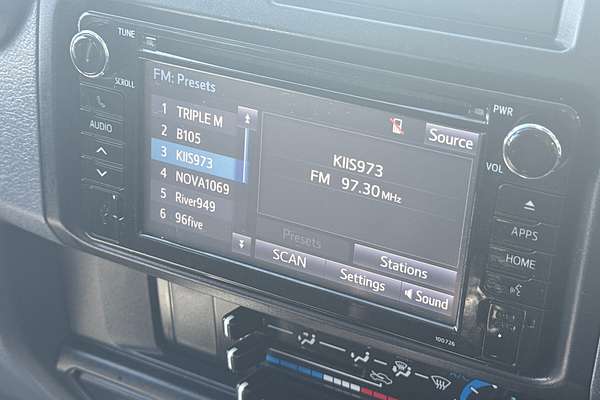 TUNE
SCROLL
AUDIO
FM: Presets
1 TRIPLE M
2 B105
3 KIIS973
4 NOVA1069
5 River949
6 96five
KIIS973
FM 97.30 MHz
Source
Presets
Stations
SCAN
Settings
Sound
PWR
VOL
APPS
HOME
100726